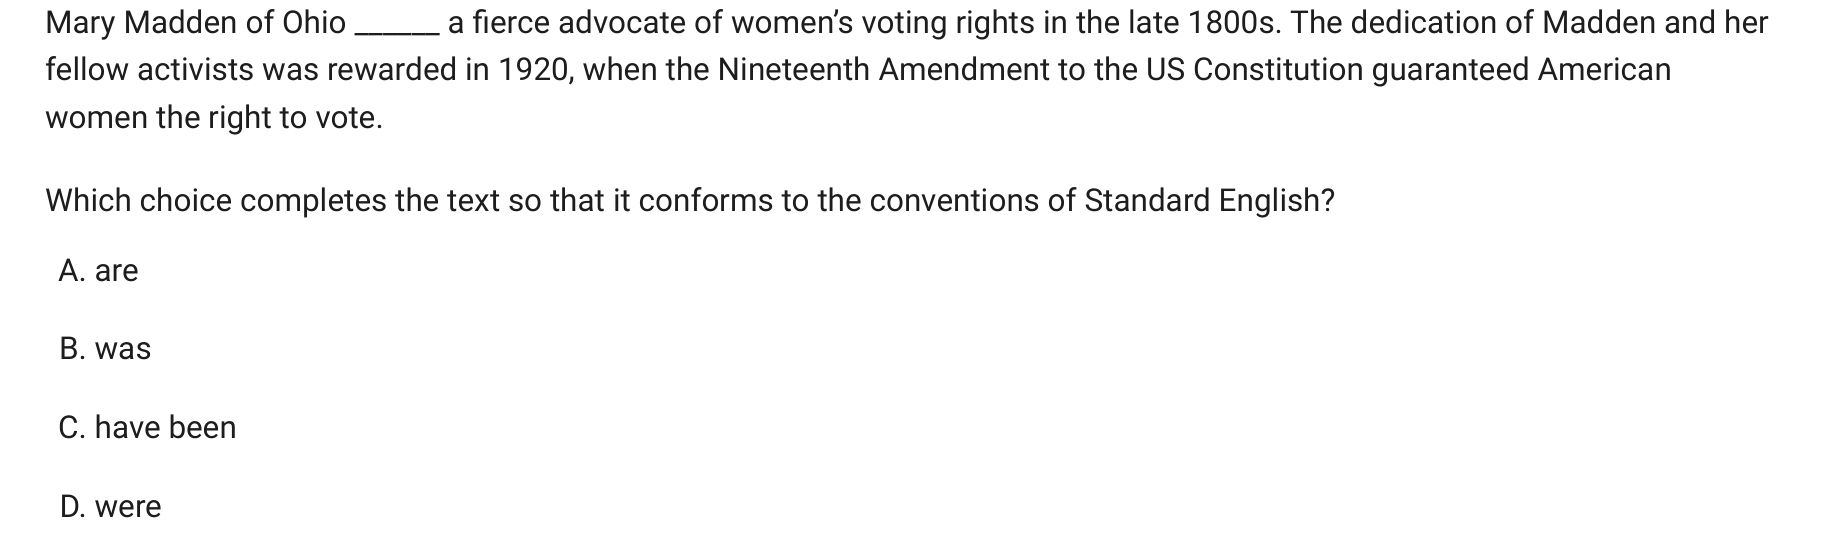 Mary Madden of Ohio ______ a fierce advocate of women's voting rights in the late 1800s. The dedication of Madden and her
fellow activists was rewarded in 1920, when the Nineteenth Amendment to the US Constitution guaranteed American
women the right to vote.
Which choice completes the text so that it conforms to the conventions of Standard English?
A. are
B. was
C. have been
D. were